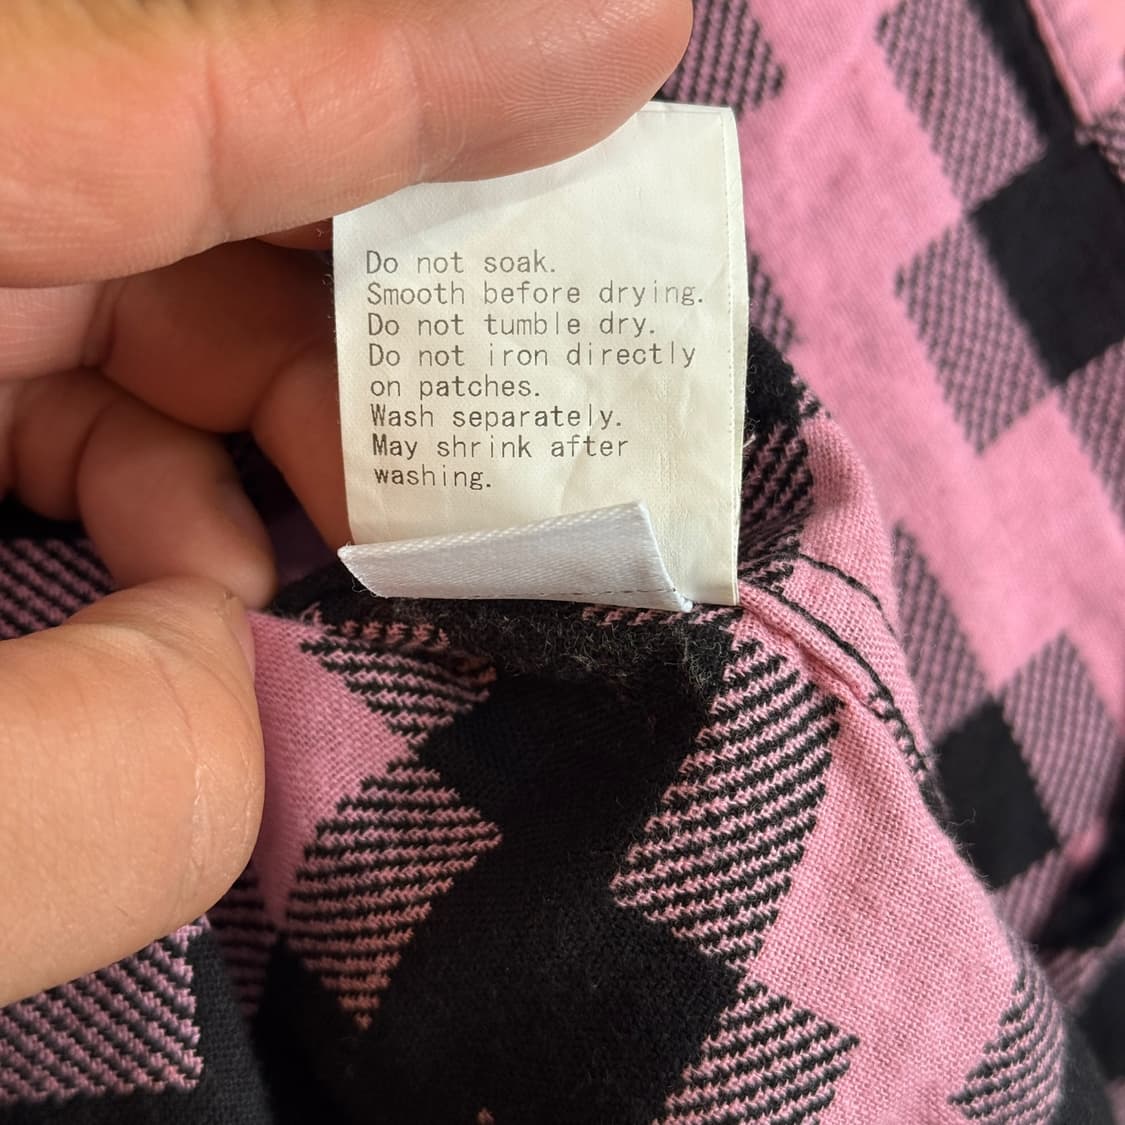 Do not soak.
Smooth before drying.
Do not tumble dry.
Do not iron directly
on patches.
Wash separately.
May shrink after
washing.